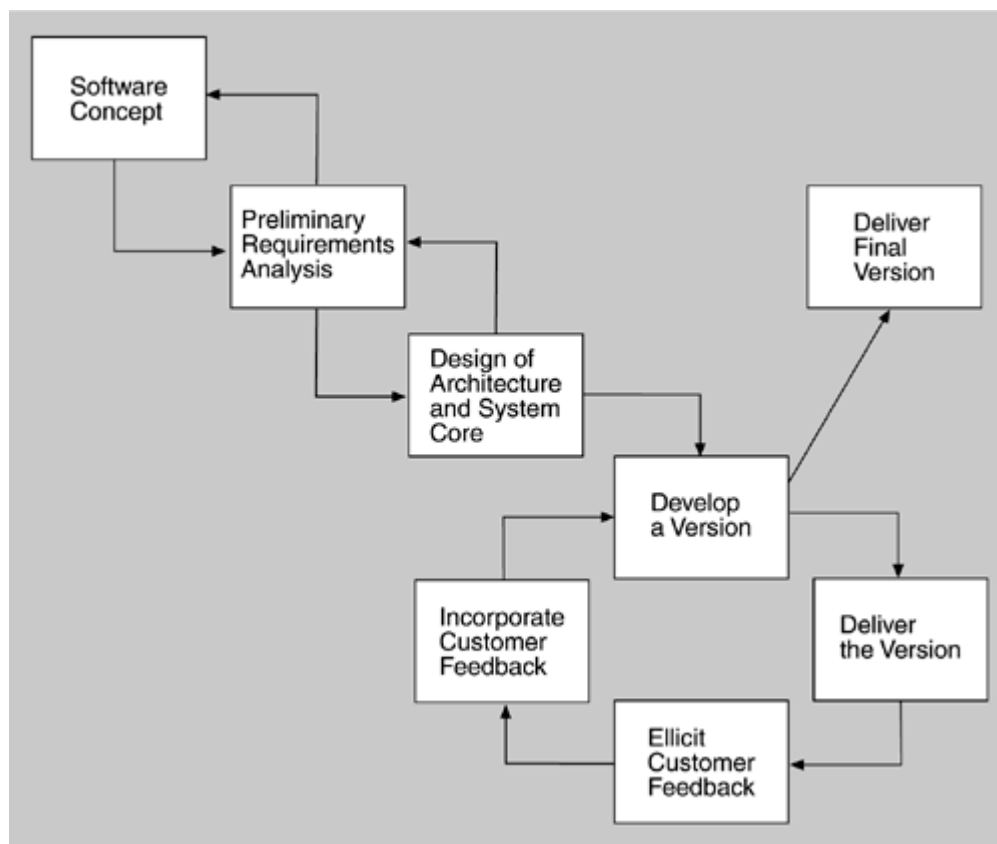 Software
Concept
Preliminary
Requirements
Analysis
Deliver
Final
Version
Design of
Architecture
and System
Core
Develop
a Version
Incorporate
Customer
Feedback
Deliver
the Version
Ellicit
Customer
Feedback